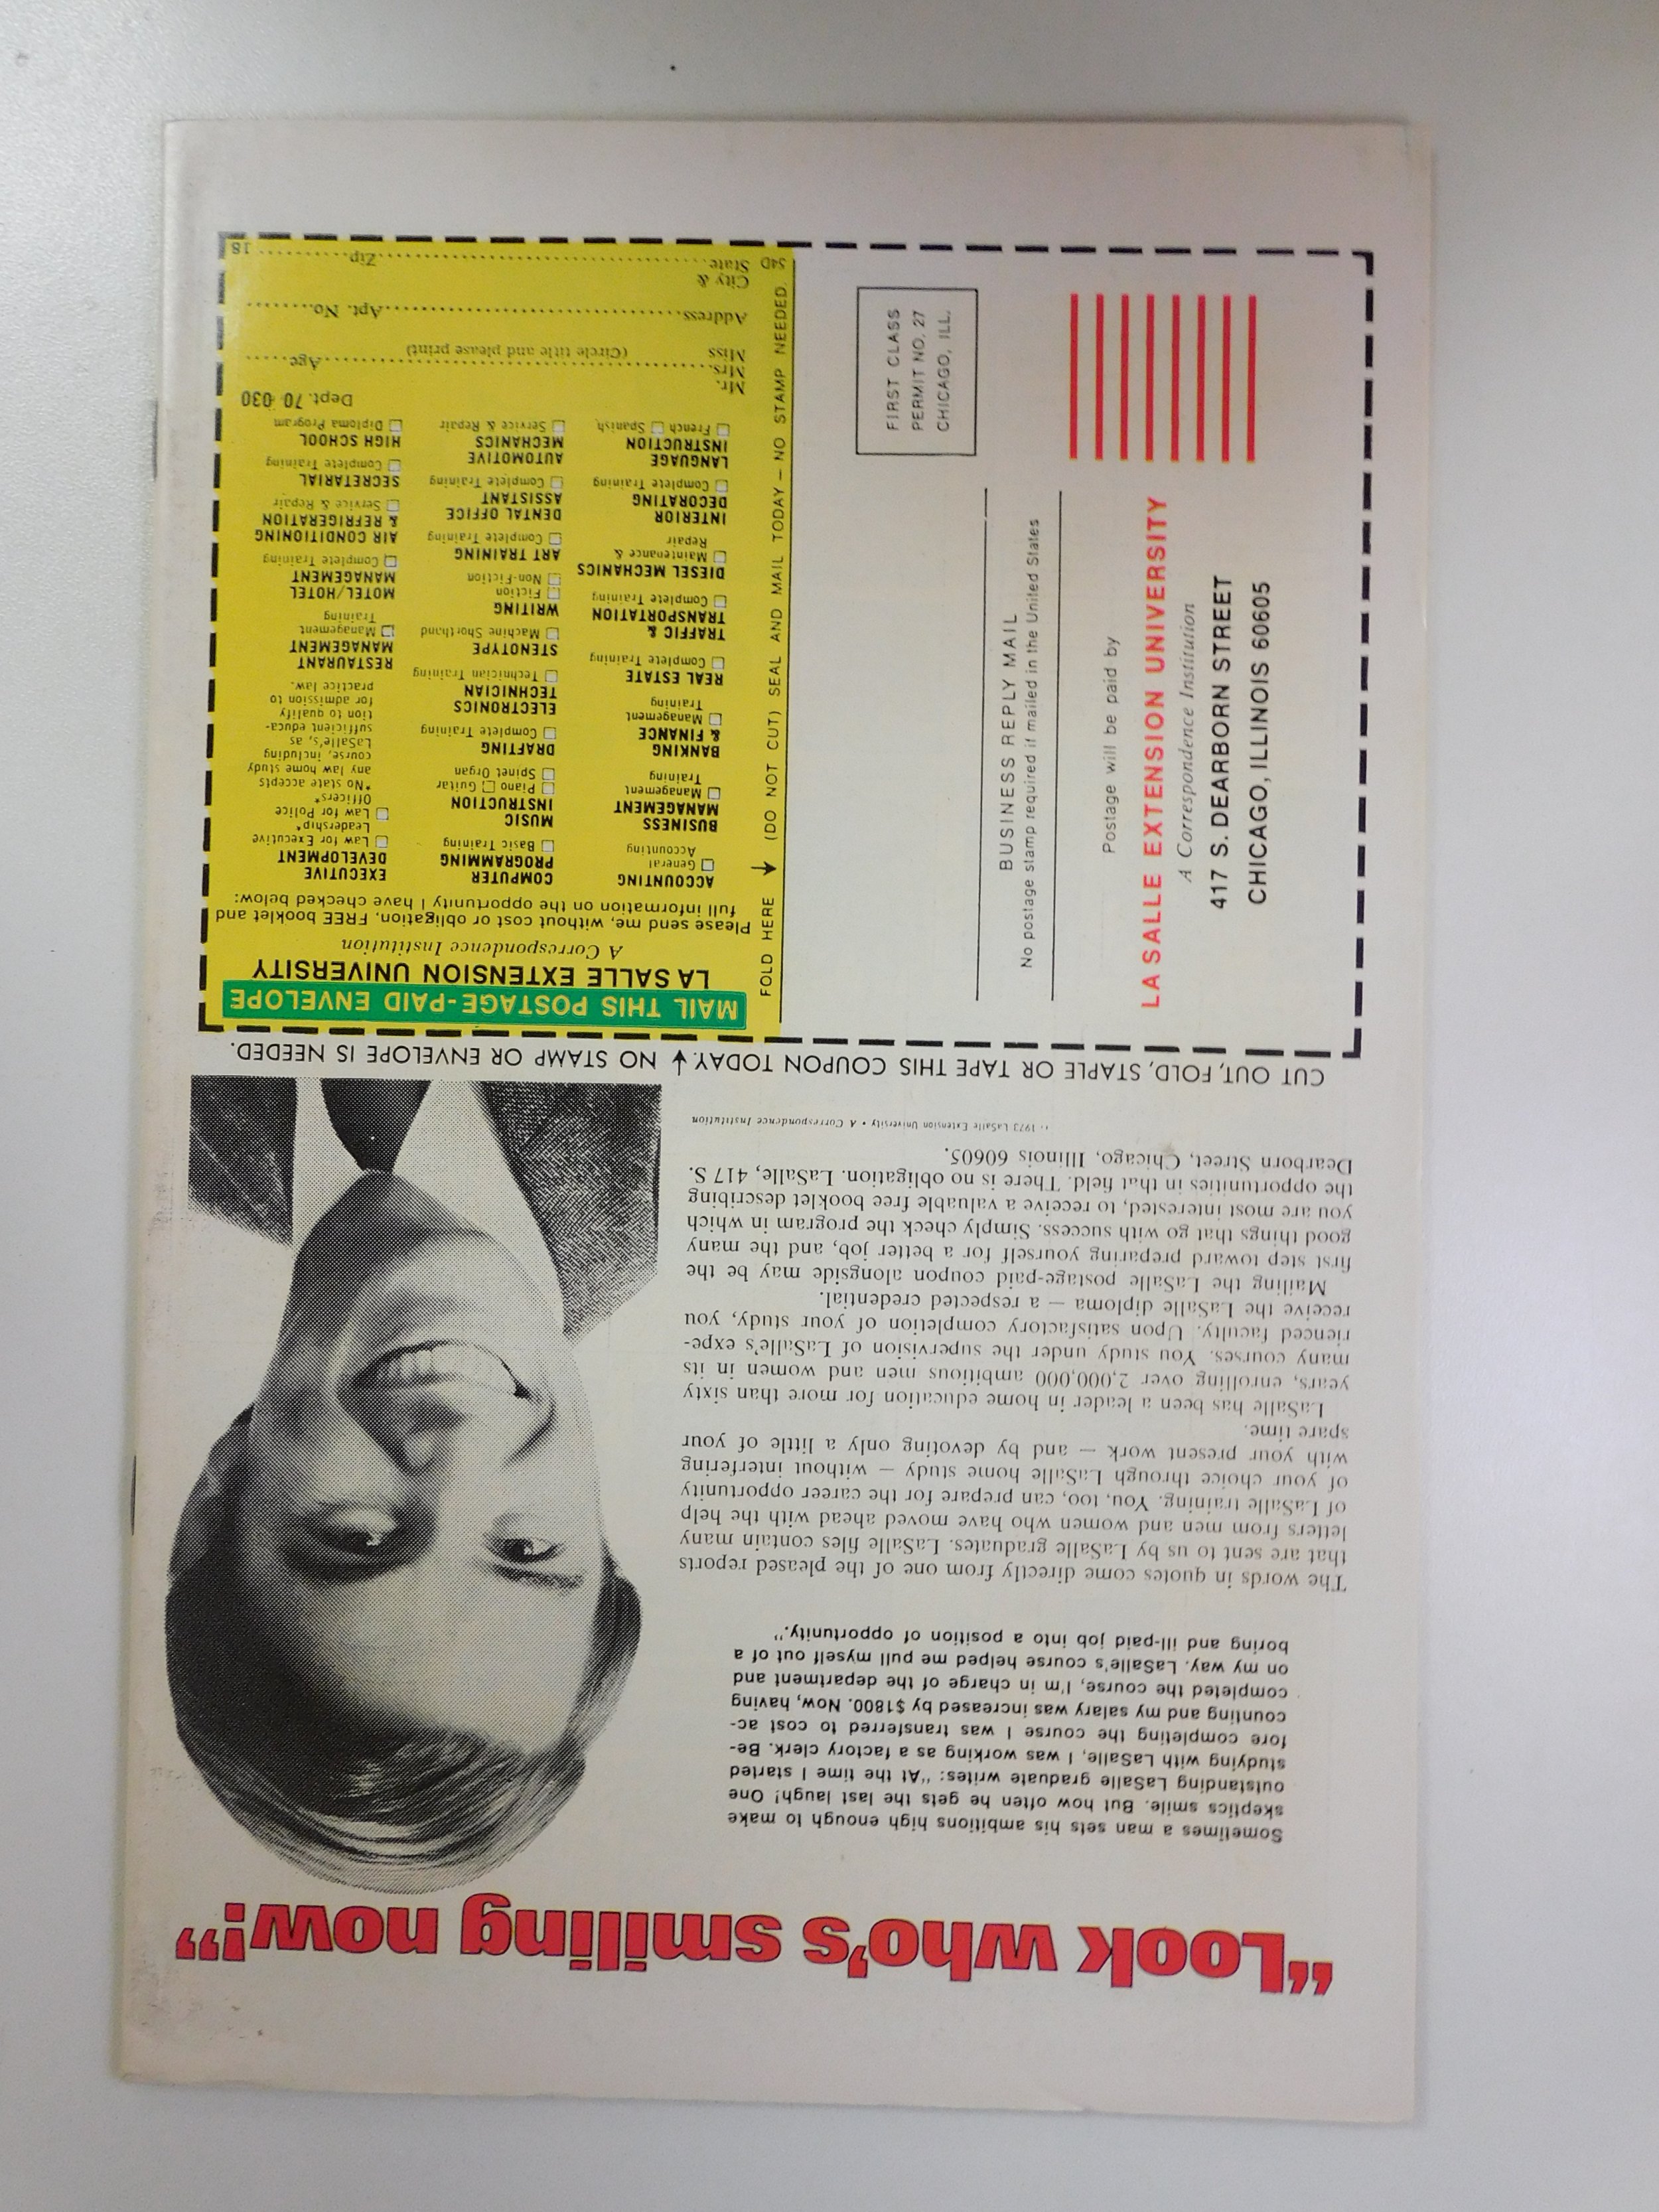 "Look who's smiling now!"
Sometimes a man sets his ambitions high enough to make
skeptics smile. But how often he gets the last laugh! One
outstanding LaSalle graduate writes: "At the time I started
studying with LaSalle, I was working as a factory clerk. Be-
fore completing the course I was transferred to cost ac-
counting and my salary was increased by $1800. Now, having
completed the course, I'm in charge of the department and
on my way. LaSalle's course helped me pull myself out of a
boring and ill-paid job into a position of opportunity."
The words in quotes come directly from one of the pleased reports
that are sent to us by LaSalle graduates. LaSalle files contain many
letters from men and women who have moved ahead with the help
of LaSalle training. You, too, can prepare for the career opportunity
of your choice through LaSalle home study — without interfering
with your present work — and by devoting only a little of your
spare time.
LaSalle has been a leader in home education for more than sixty
years, enrolling over 2,000,000 ambitious men and women in its
many courses. You study under the supervision of LaSalle's expe-
rienced faculty. Upon satisfactory completion of your study, you
receive the LaSalle diploma — a respected credential.
Mailing the LaSalle postage-paid coupon alongside may be the
first step toward preparing yourself for a better job, and the many
good things that go with success. Simply check the program in which
you are most interested, to receive a valuable free booklet describing
the opportunities in that field. There is no obligation. LaSalle, 417 S.
Dearborn Street, Chicago, Illinois 60605.
1973 LaSalle Extension University • A Correspondence Institution
CUT OUT, FOLD, STAPLE OR TAPE THIS COUPON TODAY. NO STAMP OR ENVELOPE IS NEEDED.
LA SALLE EXTENSION UNIVERSITY
A Correspondence Institution
417 S. DEARBORN STREET
CHICAGO, ILLINOIS 60605
Postage will be paid by
BUSINESS REPLY MAIL
No postage stamp required if mailed in the United States
FIRST CLASS
PERMIT NO. 27
CHICAGO, ILL.
FOLD HERE (DO NOT CUT) SEAL AND MAIL TODAY — NO STAMP NEEDED.
MAIL THIS POSTAGE-PAID ENVELOPE
LA SALLE EXTENSION UNIVERSITY
A Correspondence Institution
Please send me, without cost or obligation, FREE booklet and
full information on the opportunity I have checked below:
ACCOUNTING
General
Accounting
BUSINESS
MANAGEMENT
Management
Training
BANKING
& FINANCE
Management
Training
REAL ESTATE
Complete Training
TRAFFIC &
TRANSPORTATION
Complete Training
DIESEL MECHANICS
Maintenance &
Repair
INTERIOR
DECORATING
Complete Training
LANGUAGE
INSTRUCTION
French Spanish
COMPUTER
PROGRAMMING
Basic Training
MUSIC
INSTRUCTION
Piano Guitar
Spinet Organ
DRAFTING
Complete Training
ELECTRONICS
TECHNICIAN
Technician Training
STENOTYPE
Machine Shorthand
WRITING
Fiction
Non-Fiction
ART TRAINING
Complete Training
DENTAL OFFICE
ASSISTANT
Complete Training
AUTOMOTIVE
MECHANICS
Service & Repair
EXECUTIVE
DEVELOPMENT
Law for Executive
Leadership*
Law for Police
Officers*
*No state accepts
any law home study
course, including
LaSalle's, as
sufficient educa-
tion to qualify
for admission to
practice law.
RESTAURANT
MANAGEMENT
Management
Training
MOTEL/HOTEL
MANAGEMENT
Complete Training
AIR CONDITIONING
& REFRIGERATION
Service & Repair
SECRETARIAL
Complete Training
HIGH SCHOOL
Diploma Program
Dept. 70-030
Mr.
Mrs. Age
Miss (Circle title and please print)
Address Apt. No.
City &
State Zip
54D 18